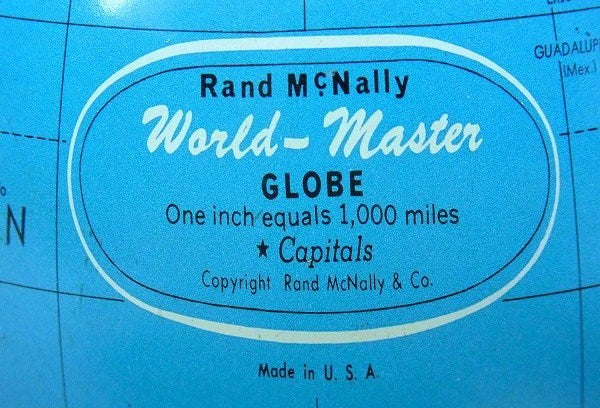 GUADALUP
(Mex.)
Rand McNally
World-Master
GLOBE
One inch equals 1,000 miles
★ Capitals
Copyright Rand McNally & Co.
N
Made in U. S. A.